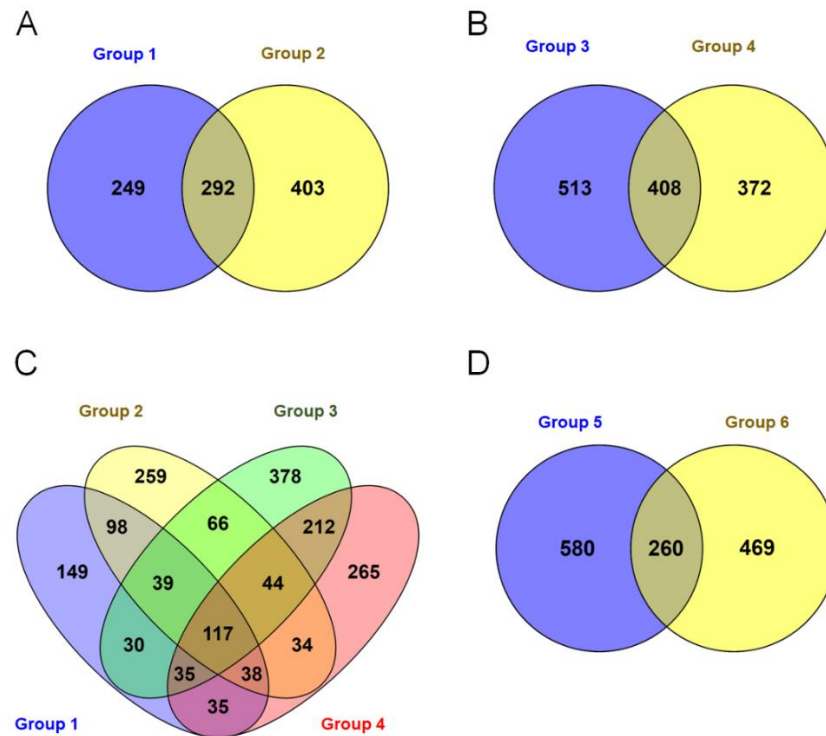 A
B
Group 1 Group 2
Group 3 Group 4
249 292 403
513 408 372
C
D
Group 2 Group 3
Group 5 Group 6
259 378
98 66 212
149 39 44 265
580 260 469
30 117 34
35 38
35
Group 1 Group 4